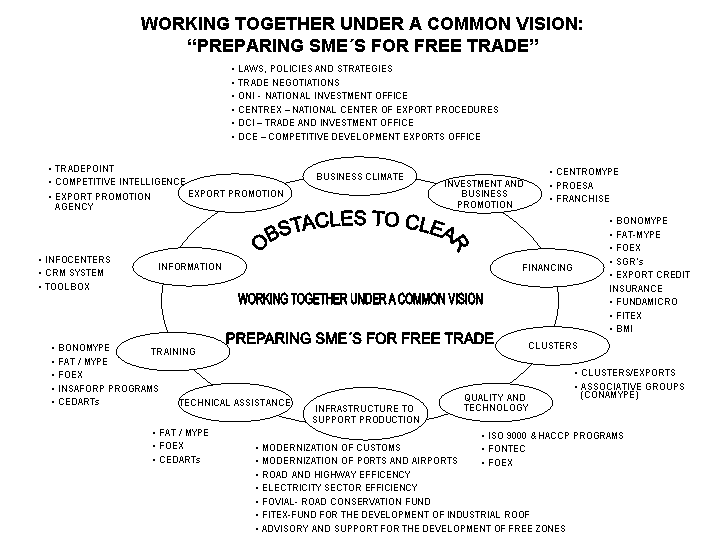 WORKING TOGETHER UNDER A COMMON VISION:
“PREPARING SME´S FOR FREE TRADE”
• LAWS, POLICIES AND STRATEGIES
• TRADE NEGOTIATIONS
• ONI - NATIONAL INVESTMENT OFFICE
• CENTREX – NATIONAL CENTER OF EXPORT PROCEDURES
• DCI – TRADE AND INVESTMENT OFFICE
• DCE – COMPETITIVE DEVELOPMENT EXPORTS OFFICE
• TRADEPOINT
• COMPETITIVE INTELLIGENCE
• EXPORT PROMOTION
AGENCY
EXPORT PROMOTION
BUSINESS CLIMATE
INVESTMENT AND
BUSINESS
PROMOTION
• CENTROMYPE
• PROESA
• FRANCHISE
OBSTACLES TO CLEAR
• INFOCENTERS
• CRM SYSTEM
• TOOLBOX
INFORMATION
FINANCING
• BONOMYPE
• FAT-MYPE
• FOEX
• SGR's
• EXPORT CREDIT
INSURANCE
• FUNDAMICRO
• FITEX
• BMI
WORKING TOGETHER UNDER A COMMON VISION
PREPARING SME´S FOR FREE TRADE
• BONOMYPE
• FAT / MYPE
• FOEX
• INSAFORP PROGRAMS
• CEDARTs
TRAINING
CLUSTERS
• CLUSTERS/EXPORTS
• ASSOCIATIVE GROUPS
(CONAMYPE)
TECHNICAL ASSISTANCE
INFRASTRUCTURE TO
SUPPORT PRODUCTION
QUALITY AND
TECHNOLOGY
• FAT / MYPE
• FOEX
• CEDARTs
• ISO 9000 & HACCP PROGRAMS
• FONTEC
• FOEX
• MODERNIZATION OF CUSTOMS
• MODERNIZATION OF PORTS AND AIRPORTS
• ROAD AND HIGHWAY EFFICENCY
• ELECTRICITY SECTOR EFFICIENCY
• FOVIAL- ROAD CONSERVATION FUND
• FITEX-FUND FOR THE DEVELOPMENT OF INDUSTRIAL ROOF
• ADVISORY AND SUPPORT FOR THE DEVELOPMENT OF FREE ZONES